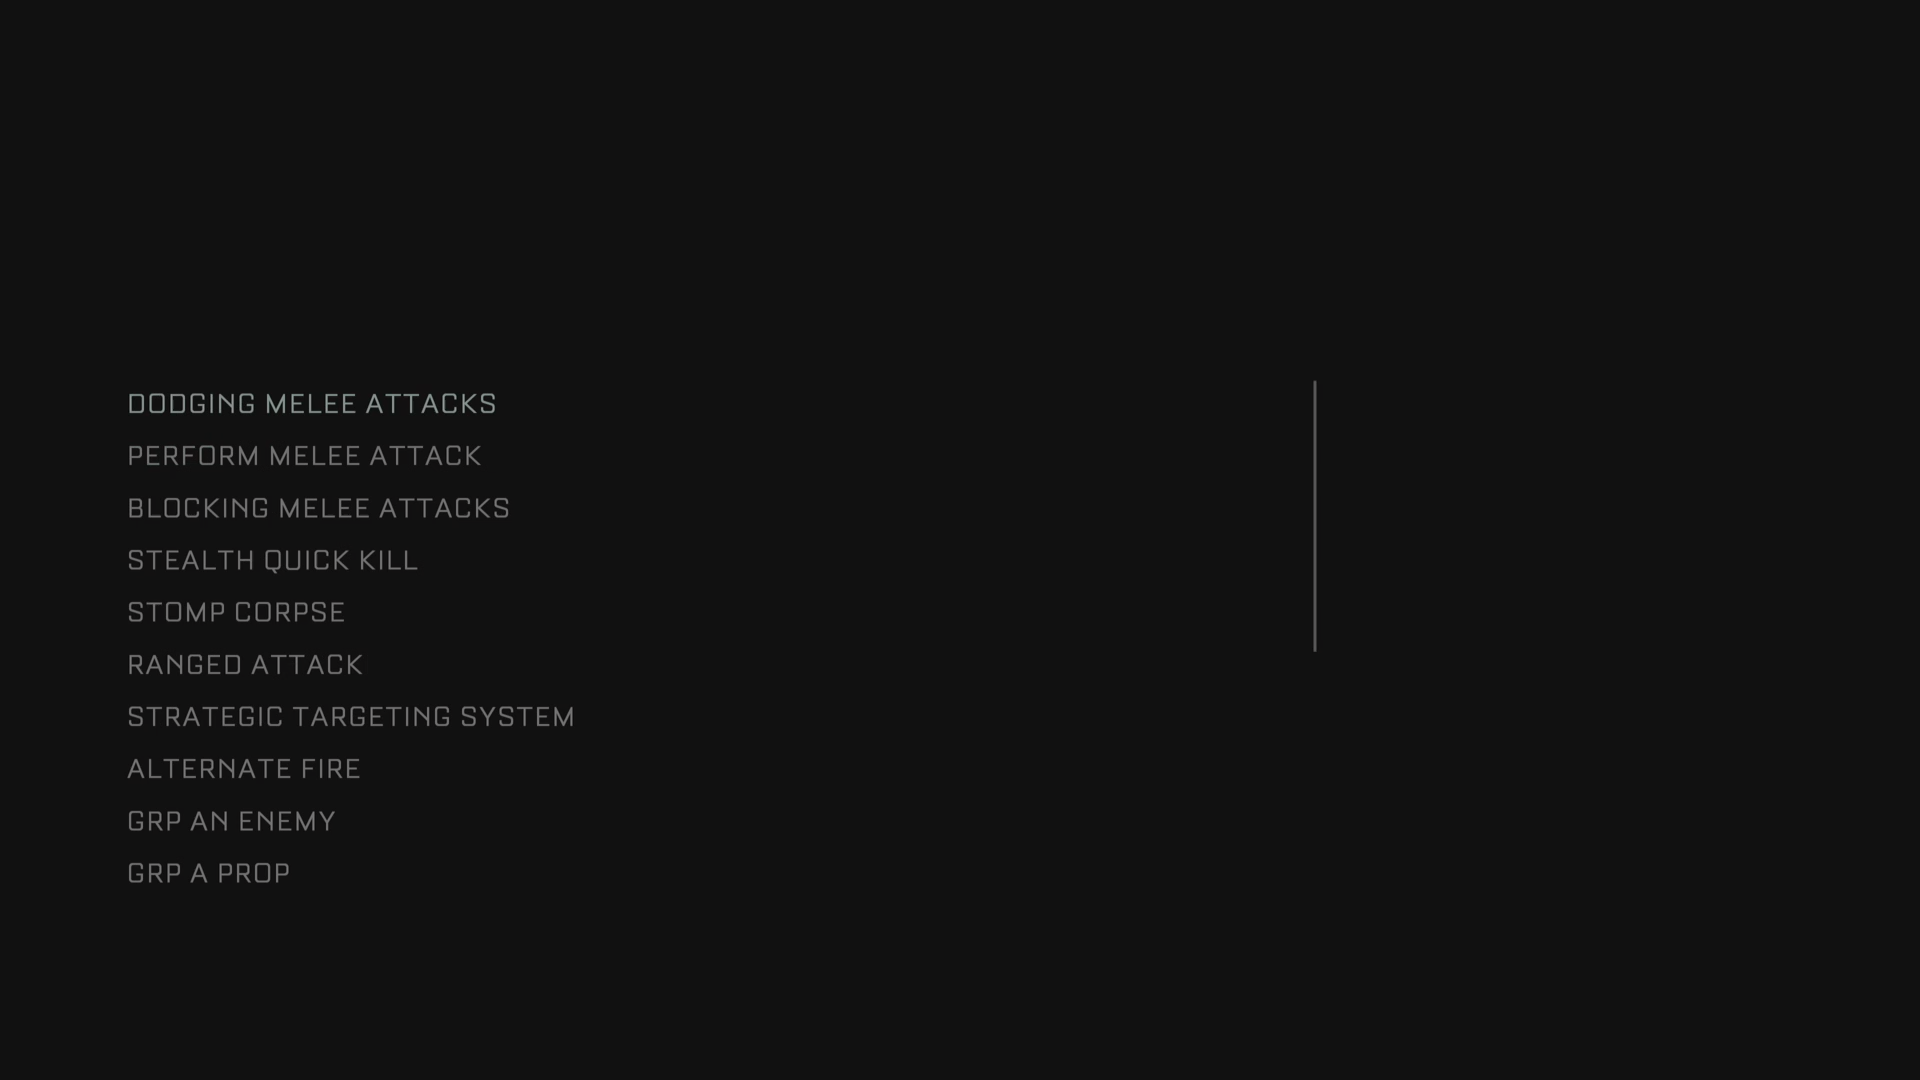 DODGING MELEE ATTACKS
PERFORM MELEE ATTACK
BLOCKING MELEE ATTACKS
STEALTH QUICK KILL
STOMP CORPSE
RANGED ATTACK
STRATEGIC TARGETING SYSTEM
ALTERNATE FIRE
GRP AN ENEMY
GRP A PROP